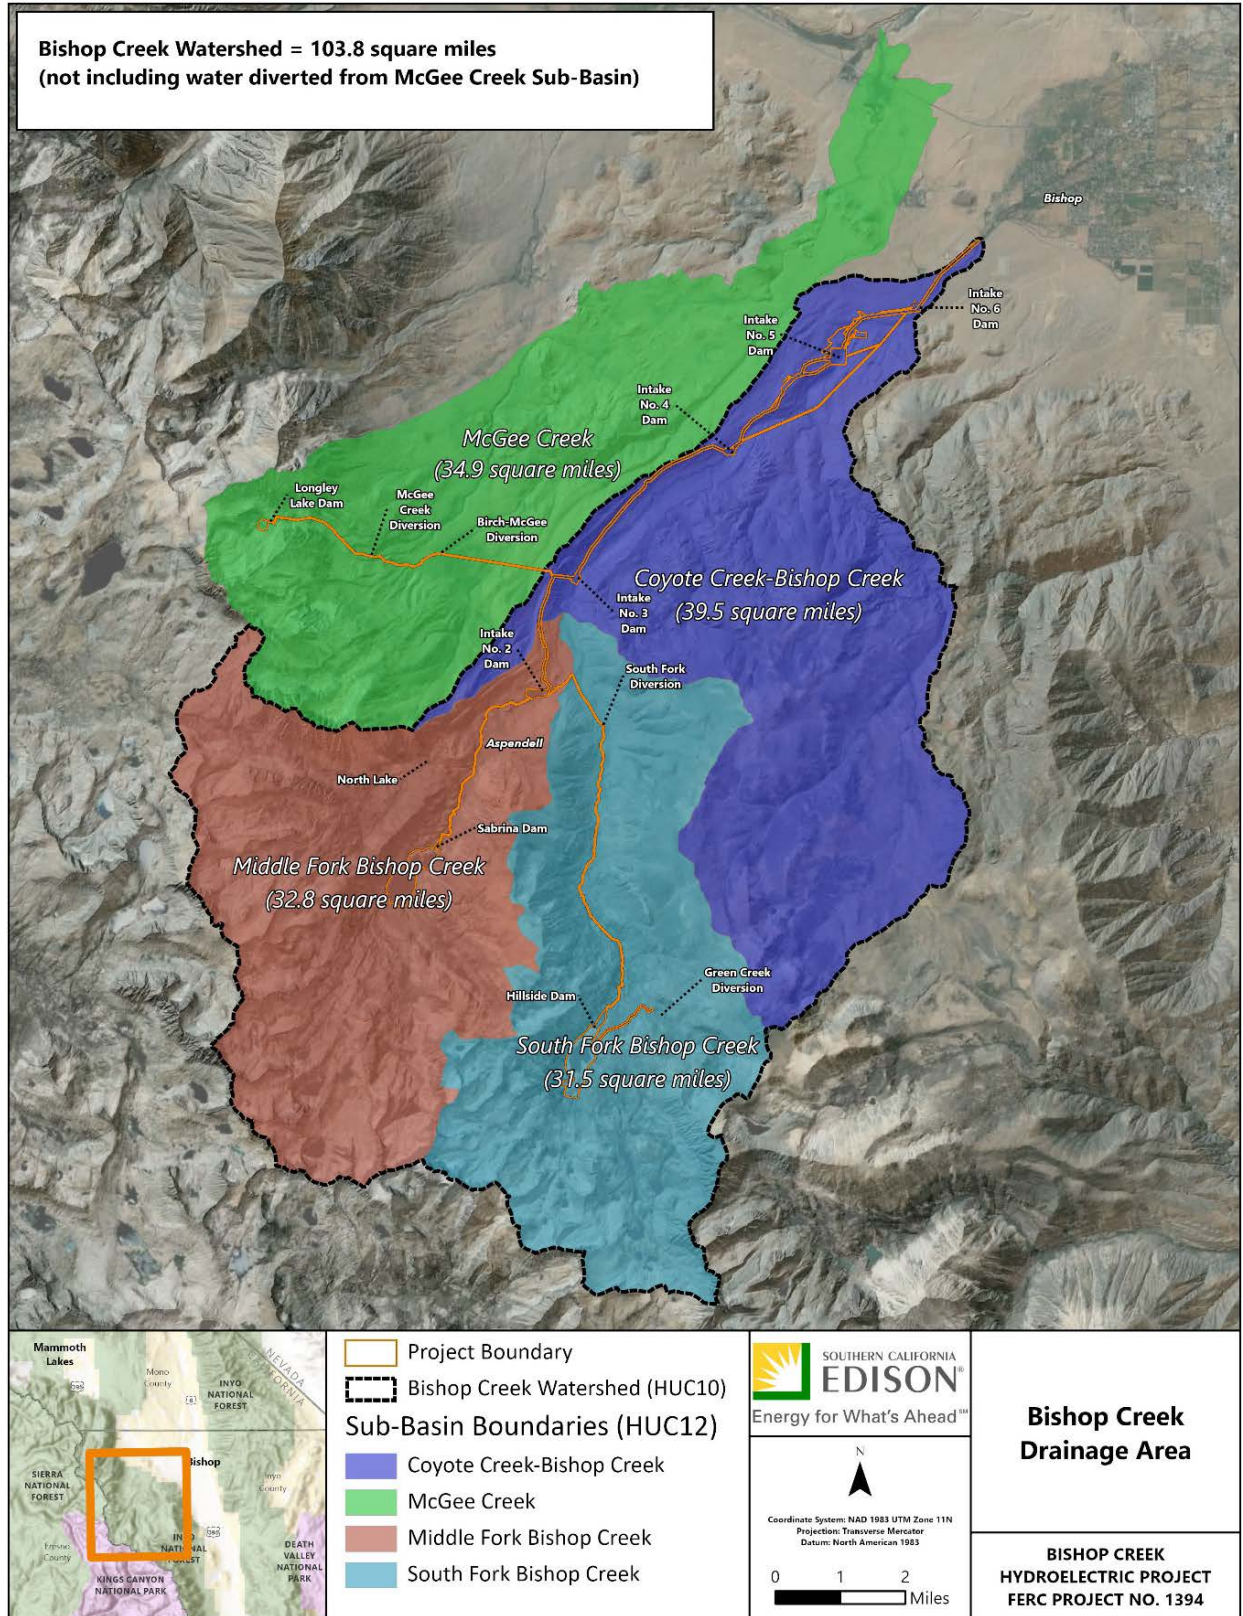 Bishop Creek Watershed = 103.8 square miles
(not including water diverted from McGee Creek Sub-Basin)
Bishop
Intake
No. 6
Dam
Intake
No. 5
Dam
Intake
No. 4
Dam
McGee Creek
(34.9 square miles)
Longley
Lake Dam
McGee
Creek
Diversion
Birch-McGee
Diversion
Coyote Creek-Bishop Creek
(39.5 square miles)
Intake
No. 3
Dam
Intake
No. 2
Dam
South Fork
Diversion
Aspendell
North Lake
Sabrina Dam
Middle Fork Bishop Creek
(32.8 square miles)
Green Creek
Diversion
Hillside Dam
South Fork Bishop Creek
(31.5 square miles)
Mammoth
Lakes
Mono
County
NEVADA
CALIFORNIA
395
6
INYO
NATIONAL
FOREST
Bishop
SIERRA
NATIONAL
FOREST
Inyo
County
395
Fresno
County
INYO
NATIONAL
FOREST
DEATH
VALLEY
NATIONAL
PARK
KINGS CANYON
NATIONAL PARK
Project Boundary
Bishop Creek Watershed (HUC10)
Sub-Basin Boundaries (HUC12)
Coyote Creek-Bishop Creek
McGee Creek
Middle Fork Bishop Creek
South Fork Bishop Creek
SOUTHERN CALIFORNIA
EDISON®
Energy for What's Ahead℠
N
Coordinate System: NAD 1983 UTM Zone 11N
Projection: Transverse Mercator
Datum: North American 1983
0 1 2
Miles
Bishop Creek
Drainage Area
BISHOP CREEK
HYDROELECTRIC PROJECT
FERC PROJECT NO. 1394